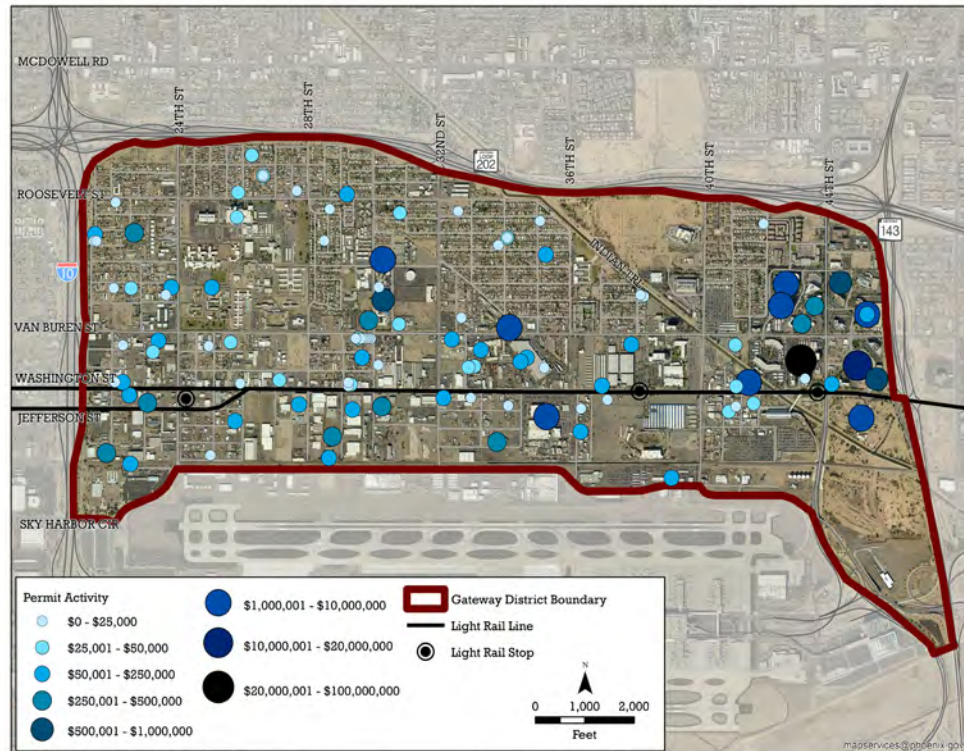 MCDOWELL RD
24TH ST
28TH ST
32ND ST
LOOP
202
36TH ST
40TH ST
44TH ST
143
ROOSEVELT ST
INDIAN TRL
10
VAN BUREN ST
WASHINGTON ST
JEFFERSON ST
SKY HARBOR CIR
Permit Activity
$0 - $25,000
$25,001 - $50,000
$50,001 - $250,000
$250,001 - $500,000
$500,001 - $1,000,000
$1,000,001 - $10,000,000
$10,000,001 - $20,000,000
$20,000,001 - $100,000,000
Gateway District Boundary
Light Rail Line
Light Rail Stop
N
0 1,000 2,000
Feet
mapservices@phoenix.gov